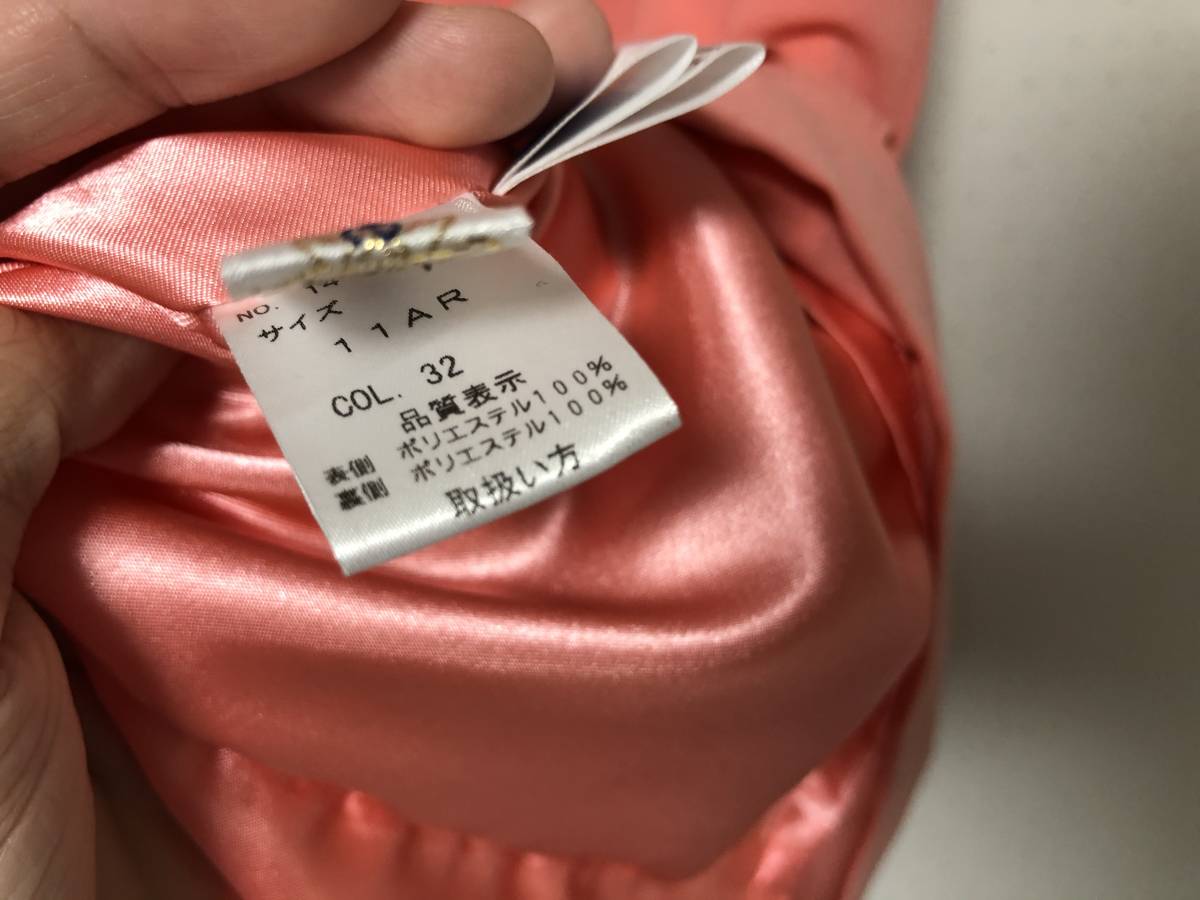 NO. 14
サイズ
11AR
COL. 32
品質表示
表側 ポリエステル100%
裏側 ポリエステル100%
取扱い方